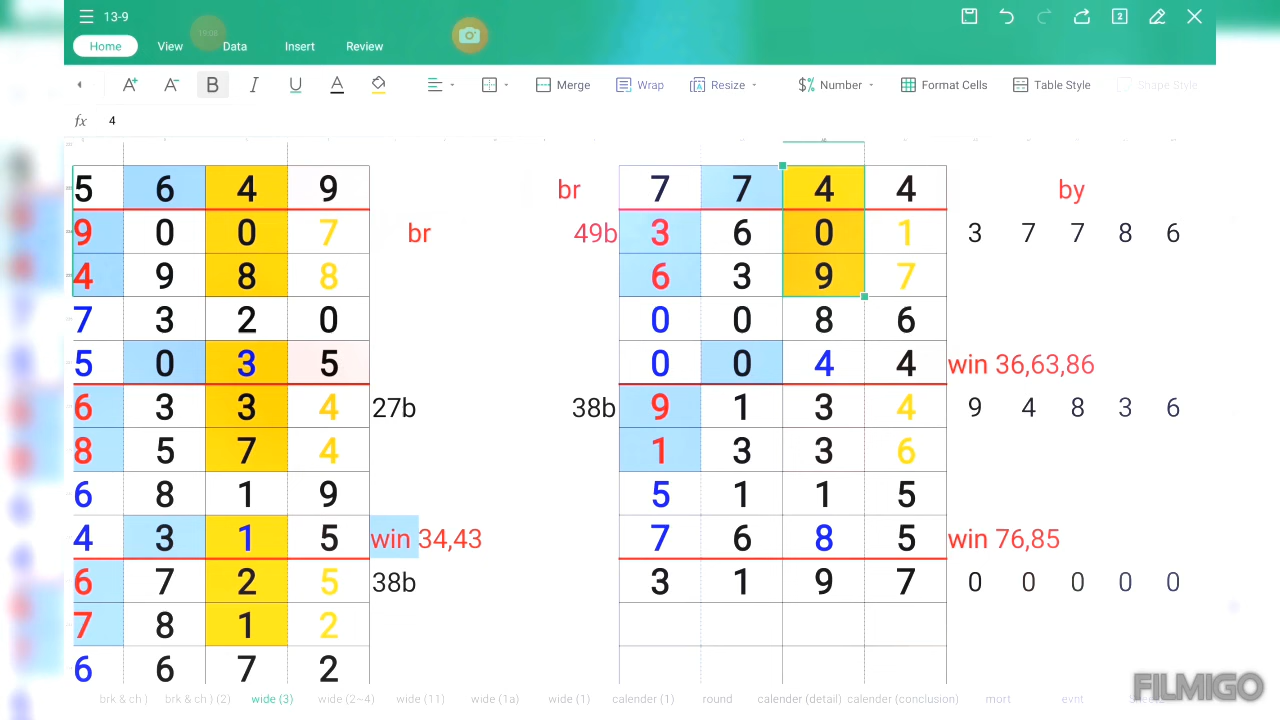 13-9
19:08
2
Home View Data Insert Review
A+ A- B I U A Merge Wrap Resize $% Number Format Cells Table Style Shape Style
fx 4
5 6 4 9 br 7 7 4 4 by
9 0 0 7 br 49b 3 6 0 1 3 7 7 8 6
4 9 8 8 6 3 9 7
7 3 2 0 0 0 8 6
5 0 3 5 0 0 4 4 win 36,63,86
6 3 3 4 27b 38b 9 1 3 4 9 4 8 3 6
8 5 7 4 1 3 3 6
6 8 1 9 5 1 1 5
4 3 1 5 win 34,43 7 6 8 5 win 76,85
6 7 2 5 38b 3 1 9 7 0 0 0 0 0
7 8 1 2
6 6 7 2
brk & ch ) brk & ch ) (2) wide (3) wide (2~4) wide (11) wide (1a) wide (1) calender (1) round calender (detail) calender (conclusion) mort evnt
FILMIGO